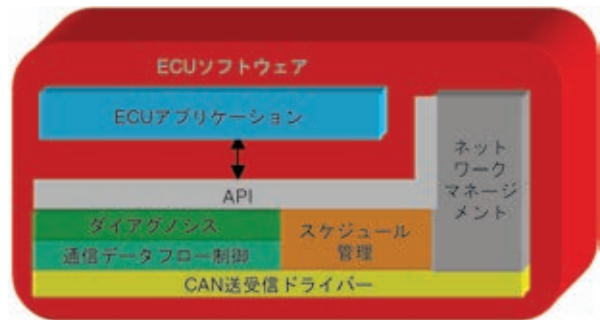 ECUソフトウェア
ECUアプリケーション
API
ダイアグノシス
通信データフロー制御
スケジュール
管理
ネット
ワーク
マネージ
メント
CAN送受信ドライバー